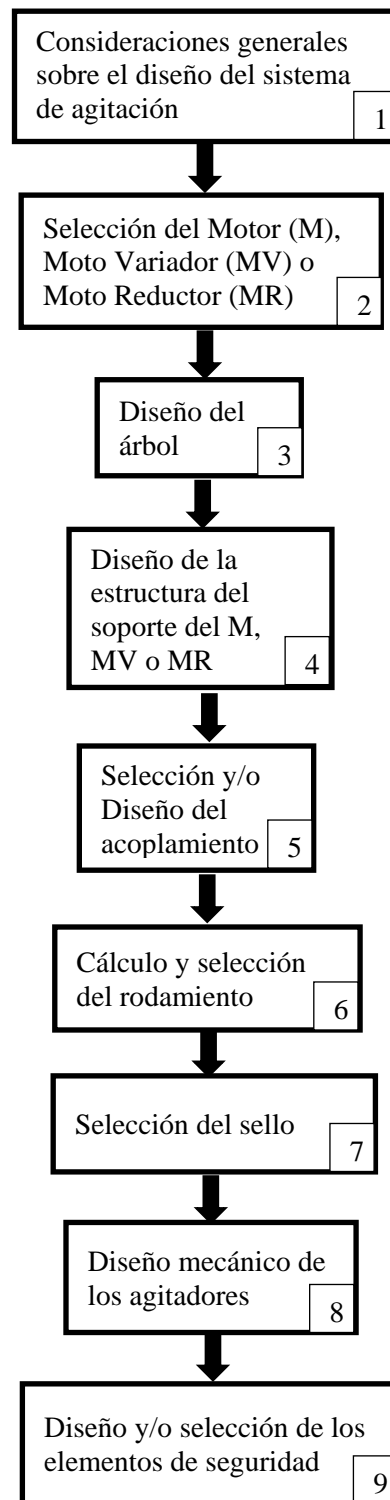 Consideraciones generales
sobre el diseño del sistema
de agitación
1
Selección del Motor (M),
Moto Variador (MV) o
Moto Reductor (MR)
2
Diseño del
árbol
3
Diseño de la
estructura del
soporte del M,
MV o MR
4
Selección y/o
Diseño del
acoplamiento
5
Cálculo y selección
del rodamiento
6
Selección del sello
7
Diseño mecánico de
los agitadores
8
Diseño y/o selección de los
elementos de seguridad
9